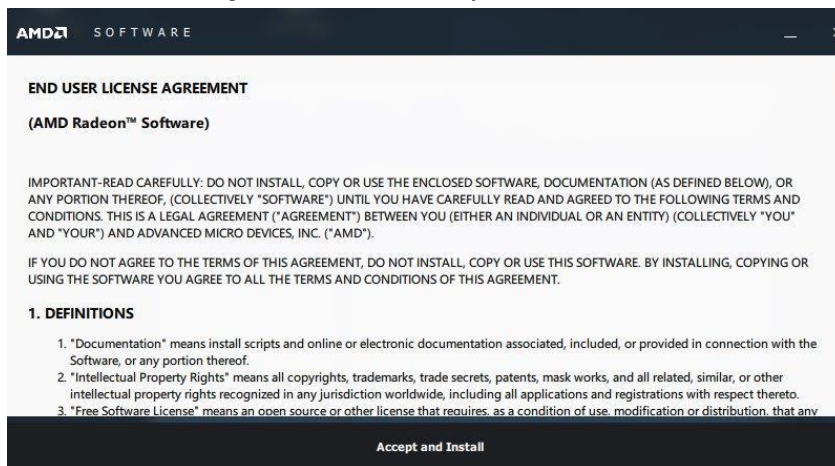 AMD SOFTWARE
END USER LICENSE AGREEMENT
(AMD Radeon™ Software)
IMPORTANT-READ CAREFULLY: DO NOT INSTALL, COPY OR USE THE ENCLOSED SOFTWARE, DOCUMENTATION (AS DEFINED BELOW), OR
ANY PORTION THEREOF, (COLLECTIVELY "SOFTWARE") UNTIL YOU HAVE CAREFULLY READ AND AGREED TO THE FOLLOWING TERMS AND
CONDITIONS. THIS IS A LEGAL AGREEMENT ("AGREEMENT") BETWEEN YOU (EITHER AN INDIVIDUAL OR AN ENTITY) (COLLECTIVELY "YOU"
AND "YOUR") AND ADVANCED MICRO DEVICES, INC. ("AMD").
IF YOU DO NOT AGREE TO THE TERMS OF THIS AGREEMENT, DO NOT INSTALL, COPY OR USE THIS SOFTWARE. BY INSTALLING, COPYING OR
USING THE SOFTWARE YOU AGREE TO ALL THE TERMS AND CONDITIONS OF THIS AGREEMENT.
1. DEFINITIONS
1. "Documentation" means install scripts and online or electronic documentation associated, included, or provided in connection with the
Software, or any portion thereof.
2. "Intellectual Property Rights" means all copyrights, trademarks, trade secrets, patents, mask works, and all related, similar, or other
intellectual property rights recognized in any jurisdiction worldwide, including all applications and registrations with respect thereto.
3. "Free Software License" means an open source or other license that requires, as a condition of use, modification or distribution, that any
Accept and Install